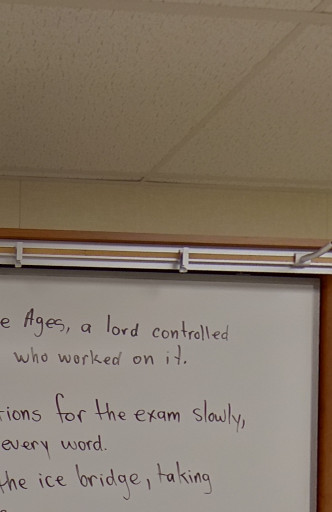 e Ages, a lord controlled
who worked on it.
tions for the exam slowly,
every word.
the ice bridge, taking